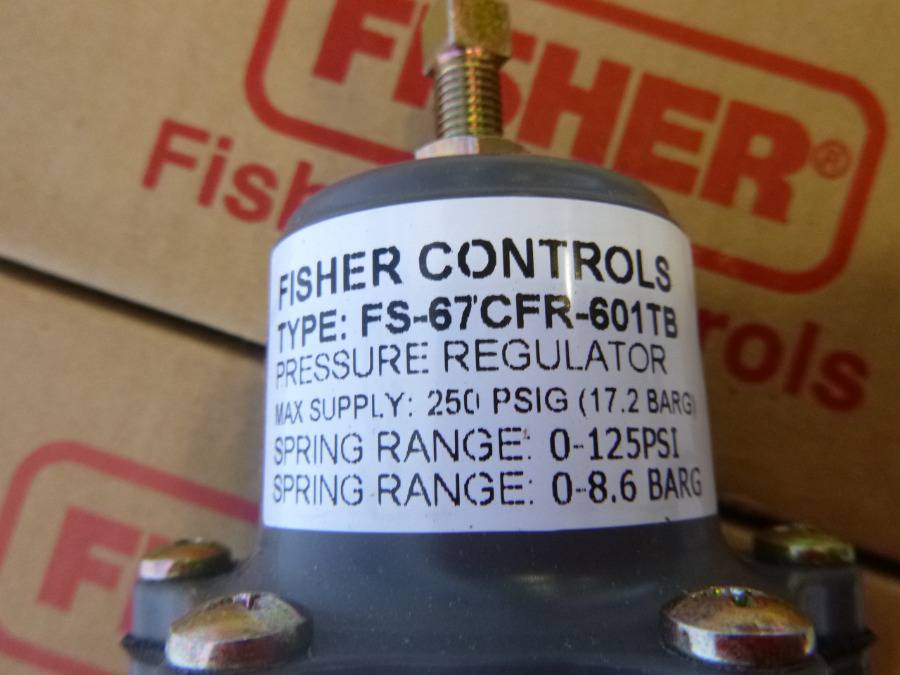 FISHER®
Fish
rols
FISHER CONTROLS
TYPE: FS-67CFR-601TB
PRESSURE REGULATOR
MAX SUPPLY: 250 PSIG (17.2 BARG)
SPRING RANGE: 0-125PSI
SPRING RANGE: 0-8.6 BARG
FISHER